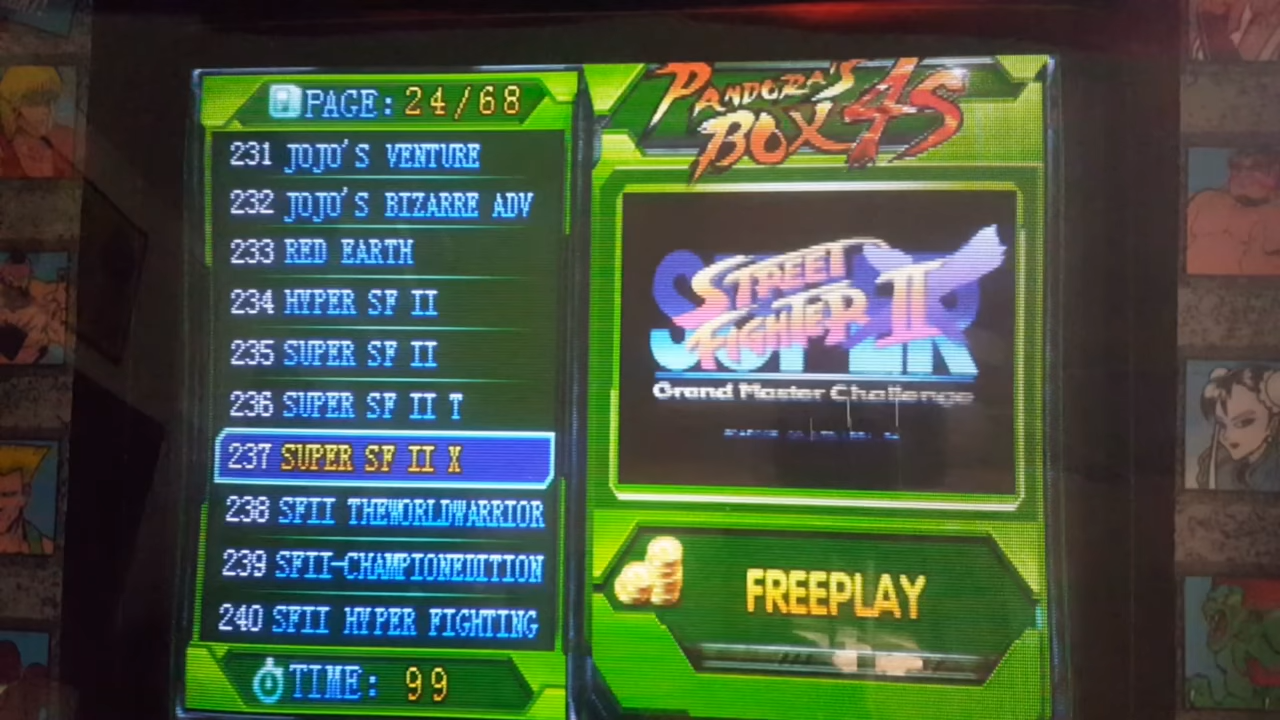 PAGE: 24/68
231 JOJO'S VENTURE
232 JOJO'S BIZARRE ADV
233 RED EARTH
234 HYPER SF II
235 SUPER SF II
236 SUPER SF II T
237 SUPER SF II X
238 SFII THEWORLDWARRIOR
239 SFII-CHAMPIONEDITION
240 SFII HYPER FIGHTING
TIME: 99
PANDORA'S
BOX 4S
SUPER
STREET
FIGHTER II X
Grand Master Challenge
FREEPLAY